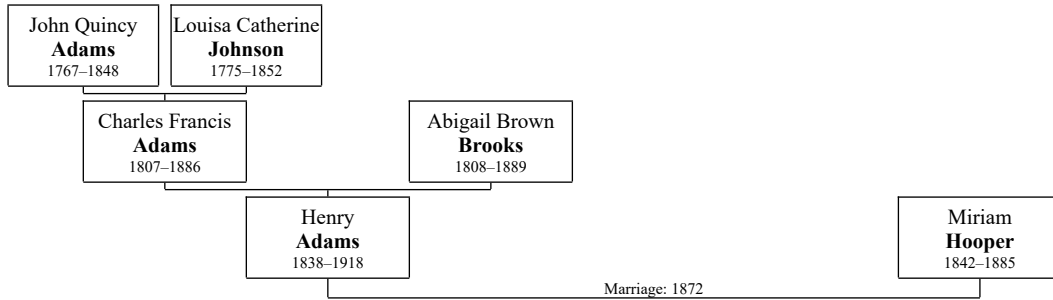 John Quincy
Adams
1767–1848
Louisa Catherine
Johnson
1775–1852
Charles Francis
Adams
1807–1886
Abigail Brown
Brooks
1808–1889
Henry
Adams
1838–1918
Miriam
Hooper
1842–1885
Marriage: 1872